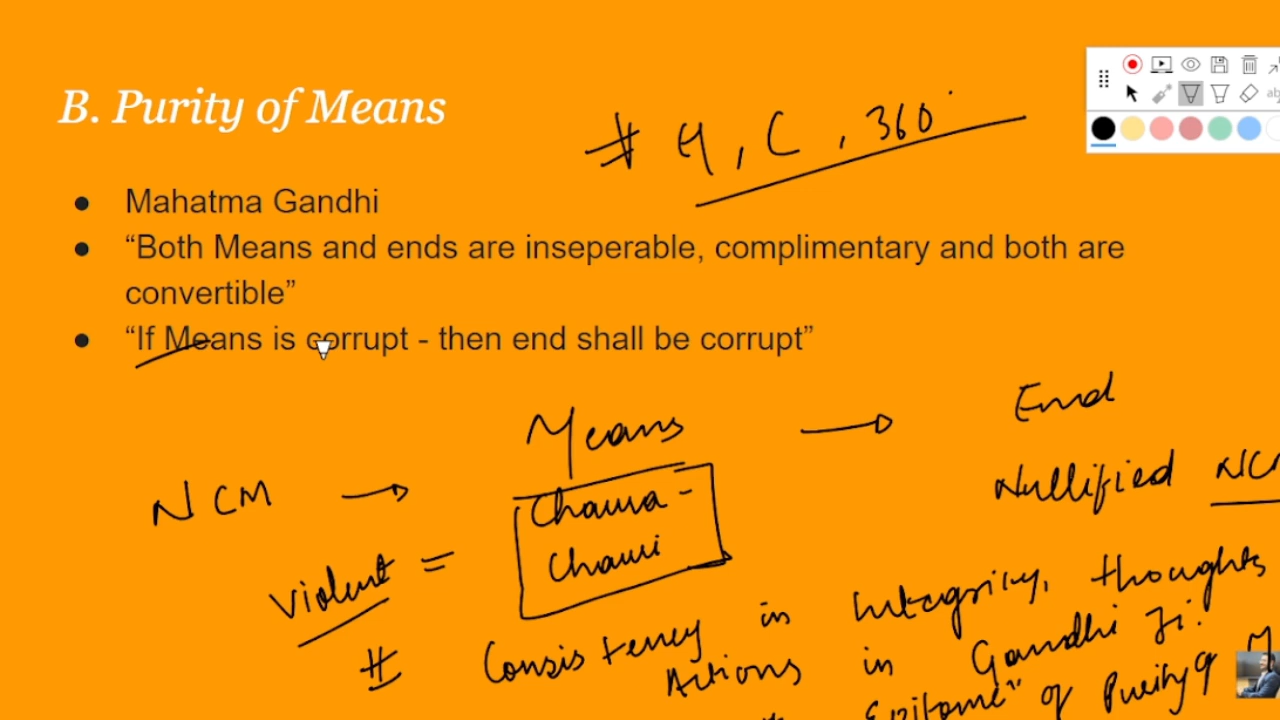 B. Purity of Means
# H, C, 360°
● Mahatma Gandhi
● “Both Means and ends are inseperable, complimentary and both are
convertible”
● “If Means is corrupt - then end shall be corrupt”
Means → End
NCM → Chaura - Nullified NC
violent = Chauri
# Consistency in integrity, thoughts
Actions in Gandhi Ji.
Epitome” of Purity of M
ab